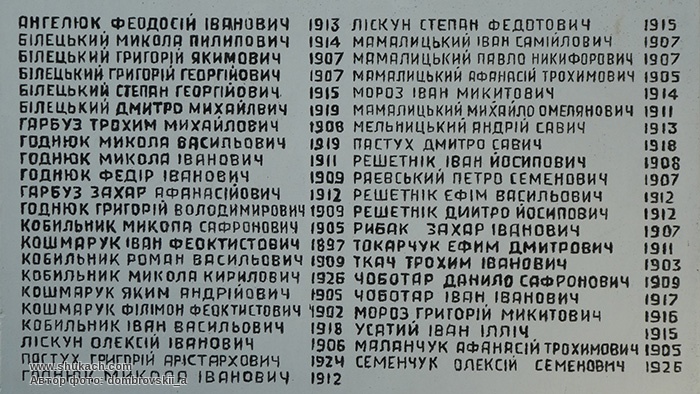 АНГЕЛЮК ФЕОДОСІЙ ІВАНОВИЧ 1913
БІЛЕЦЬКИЙ МИКОЛА ПИЛИПОВИЧ 1914
БІЛЕЦЬКИЙ ГРИГОРІЙ ЯКИМОВИЧ 1907
БІЛЕЦЬКИЙ ГРИГОРІЙ ГЕОРГІЙОВИЧ 1907
БІЛЕЦЬКИЙ СТЕПАН ГЕОРГІЙОВИЧ 1915
БІЛЕЦЬКИЙ ДМИТРО МИХАЙЛВИЧ 1919
ГАРБУЗ ТРОХИМ МИХАЙЛОВИЧ 1908
ГОДНЮК МИКОЛА ВАСИЛЬОВИЧ 1919
ГОДНЮК МИКОЛА ІВАНОВИЧ 1911
ГОДНЮК ФЕДІР ІВАНОВИЧ 1909
ГАРБУЗ ЗАХАР АФАНАСІЙОВИЧ 1912
ГОДНЮК ГРИГОРІЙ ВОЛОДИМИРОВИЧ 1909
КОБИЛЬНИК МИКОЛА САФРОНОВИЧ 1905
КОШМАРУК ІВАН ФЕОКТИСТОВИЧ 1897
КОБИЛЬНИК РОМАН ВАСИЛЬОВИЧ 1909
КОБИЛЬНИК МИКОЛА КИРИЛОВИЧ 1926
КОШМАРУК ЯКИМ АНДРІЙОВИЧ 1905
КОШМАРУК ФІЛІМОН ФЕОКТИСТОВИЧ 1902
КОБИЛЬНИК ІВАН ВАСИЛЬОВИЧ 1918
ЛІСКУН ОЛЕКСІЙ ІВАНОВИЧ 1906
ПАСТУХ ГРИГОРІЙ АРІСТАРХОВИЧ 1924
ГОДНЮК МИКОЛА ІВАНОВИЧ 1912
ЛІСКУН СТЕПАН ФЕДОТОВИЧ 1915
МАМАЛИЦЬКИЙ ІВАН САМІЙЛОВИЧ 1907
МАМАЛИЦЬКИЙ ПАВЛО НИКИФОРОВИЧ 1907
МАМАЛИЦЬКИЙ АФАНАСІЙ ТРОХИМОВИЧ 1905
МОРОЗ ІВАН МИКИТОВИЧ 1914
МАМАЛИЦЬКИЙ МИХАЙЛО ОМЕЛЯНОВИЧ 1911
МЕЛЬНИЦЬКИЙ АНДРІЙ САВИЧ 1913
ПАСТУХ ДМИТРО САВИЧ 1918
РЕШЕТНІК ІВАН ЙОСИПОВИЧ 1908
РАЄВСЬКИЙ ПЕТРО СЕМЕНОВИЧ 1907
РЕШЕТНІК ЄФІМ ВАСИЛЬОВИЧ 1912
РЕШЕТНІК ДМИТРО ЙОСИПОВИЧ 1912
РИБАК ЗАХАР ІВАНОВИЧ 1907
ТОКАРЧУК ЕФИМ ДМИТРОВИЧ 1911
ТКАЧ ТРОХИМ ІВАНОВИЧ 1903
ЧОБОТАР ДАНИЛО САФРОНОВИЧ 1909
ЧОБОТАР ІВАН ІВАНОВИЧ 1917
МОРОЗ ГРИГОРІЙ МИКИТОВИЧ 1916
УСАТИЙ ІВАН ІЛЛІЧ 1915
МАЛАНЧУК АФАНАСІЙ ТРОХИМОВИЧ 1905
СЕМЕНЧУК ОЛЕКСІЙ СЕМЕНОВИЧ 1926
www.shukach.com
Автор фото: dombrovskii_a